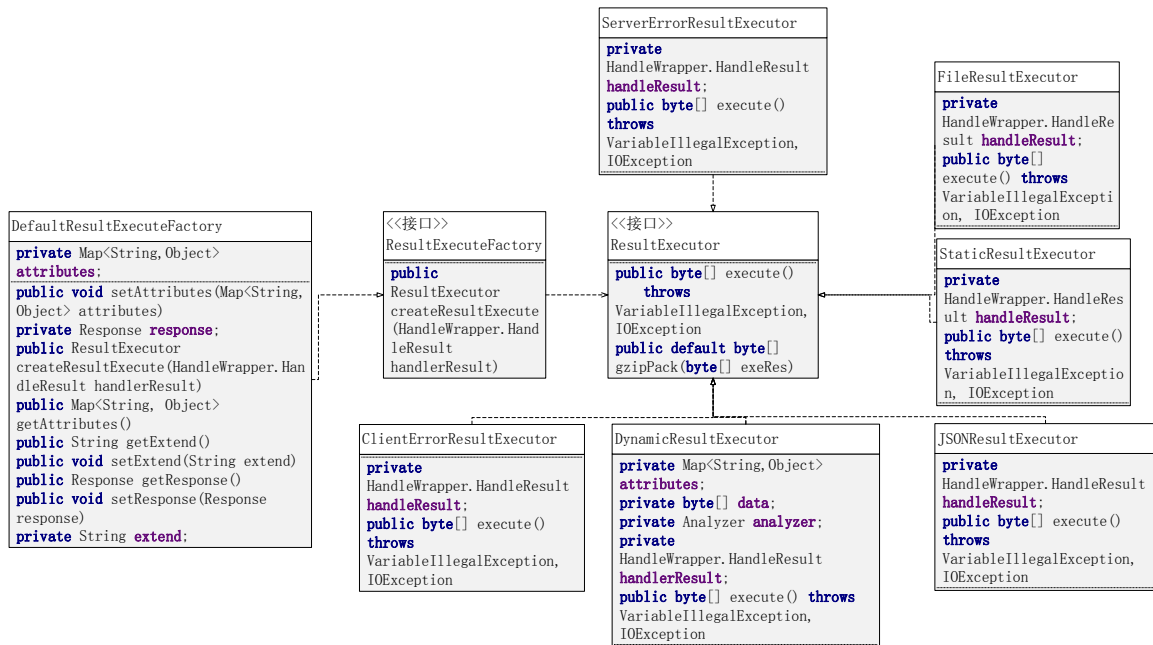 ServerErrorResultExecutor
private
HandleWrapper.HandleResult
handleResult;
public byte[] execute()
throws
VariableIllegalException,
IOException
FileResultExecutor
private
HandleWrapper.HandleRe
sult handleResult;
public byte[]
execute() throws
VariableIllegalExcepti
on, IOException
DefaultResultExecuteFactory
private Map<String,Object>
attributes;
public void setAttributes(Map<String,
Object> attributes)
private Response response;
public ResultExecutor
createResultExecute(HandleWrapper.Han
dleResult handlerResult)
public Map<String, Object>
getAttributes()
public String getExtend()
public void setExtend(String extend)
public Response getResponse()
public void setResponse(Response
response)
private String extend;
<<接口>>
ResultExecuteFactory
public
ResultExecutor
createResultExecute
(HandleWrapper.Hand
leResult
handlerResult)
<<接口>>
ResultExecutor
public byte[] execute()
throws
VariableIllegalException,
IOException
public default byte[]
gzipPack(byte[] exeRes)
StaticResultExecutor
private
HandleWrapper.HandleRes
ult handleResult;
public byte[] execute()
throws
VariableIllegalExceptio
n, IOException
ClientErrorResultExecutor
private
HandleWrapper.HandleResult
handleResult;
public byte[] execute()
throws
VariableIllegalException,
IOException
DynamicResultExecutor
private Map<String,Object>
attributes;
private byte[] data;
private Analyzer analyzer;
private
HandleWrapper.HandleResult
handlerResult;
public byte[] execute() throws
VariableIllegalException,
IOException
JSONResultExecutor
private
HandleWrapper.HandleResult
handleResult;
public byte[] execute()
throws
VariableIllegalException,
IOException